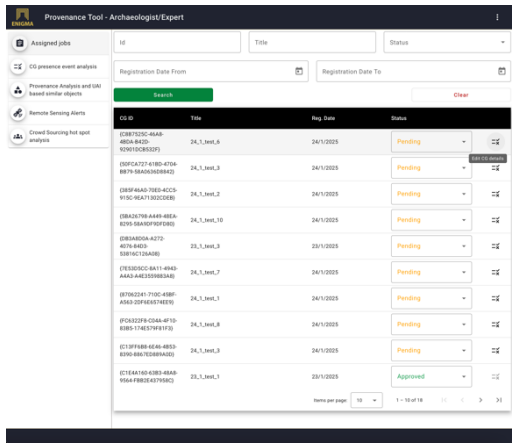 ENIGMA
Provenance Tool - Archaeologist/Expert
Assigned jobs
CG presence event analysis
Provenance Analysis and UAI
based similar objects
Remote Sensing Alerts
Crowd Sourcing hot spot
analysis
Id
Title
Status
Registration Date From
Registration Date To
Search
Clear
CG ID Title Reg. Date Status
{C8B7525C-46A8-
48DA-B42D-
92901DCB532F}
24_1_test_6 24/1/2025 Pending
Edit CG details
{50FCA727-61BD-4704-
B879-58A0636D8842}
24_1_test_3 24/1/2025 Pending
{385F46A0-70E0-4CC5-
915C-9EA71302CDEB}
24_1_test_2 24/1/2025 Pending
{5BA26798-A449-48EA-
8295-58A9DF9DFD80}
24_1_test_10 24/1/2025 Pending
{DB3A8D0A-A272-
4076-84D3-
53816C126A0B}
23_1_test_3 23/1/2025 Pending
{7E53D5CC-8A11-4943-
A4A3-A4E3559883A8}
24_1_test_7 24/1/2025 Pending
{87062241-710C-45BF-
A563-2DF6E6574EE9}
24_1_test_1 24/1/2025 Pending
{FC6322F8-C04A-4F10-
83B5-174E579F81F3}
24_1_test_8 24/1/2025 Pending
{C13FF6B8-6E46-4B53-
8390-8867ED889A0D}
24_1_test_3 24/1/2025 Pending
{C1E4A160-63B3-48A8-
9564-FBB2E437958C}
23_1_test_1 23/1/2025 Approved
Items per page: 10 1 – 10 of 18